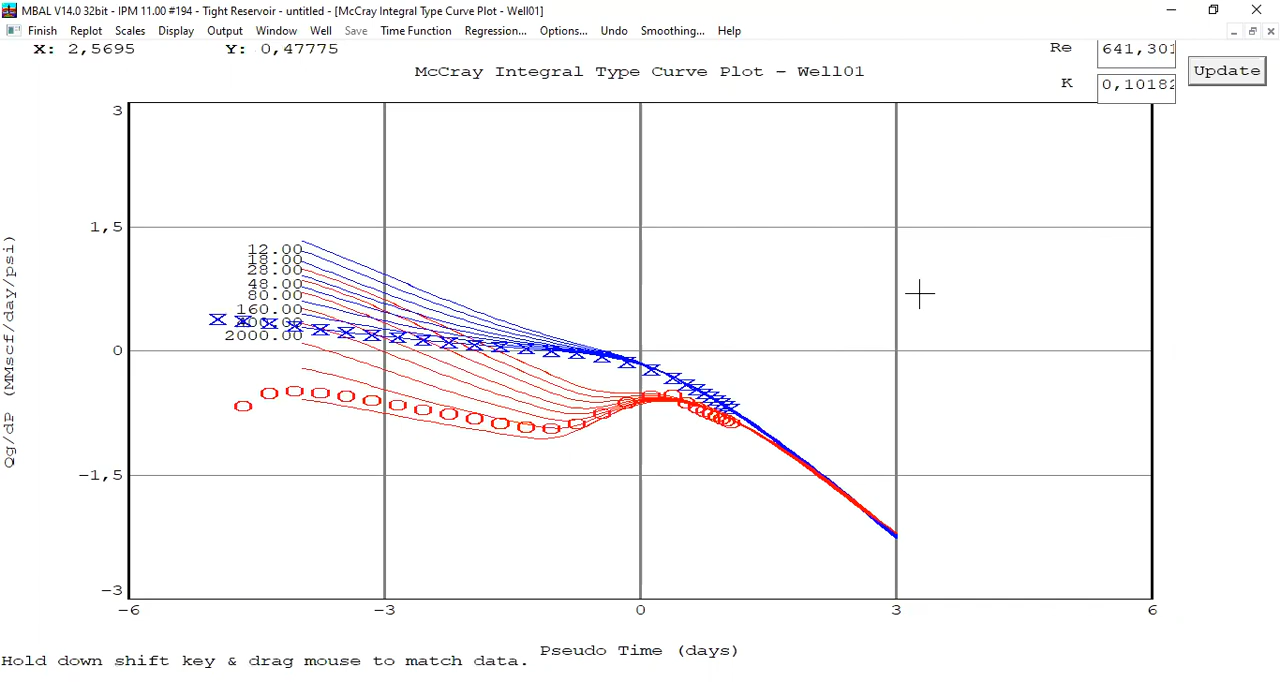 MBAL V14.0 32bit - IPM 11.00 #194 - Tight Reservoir - untitled - [McCray Integral Type Curve Plot - Well01]
Finish Replot Scales Display Output Window Well Save Time Function Regression... Options... Undo Smoothing... Help
X: 2,5695 Y: 0,47775
Re 641,301
McCray Integral Type Curve Plot - Well01
Update
K 0,10182
3
1,5
0
-1,5
-3
Qg/dP (MMscf/day/psi)
12.00
18.00
28.00
48.00
80.00
160.00
2000.00
-6 -3 0 3 6
Pseudo Time (days)
Hold down shift key & drag mouse to match data.